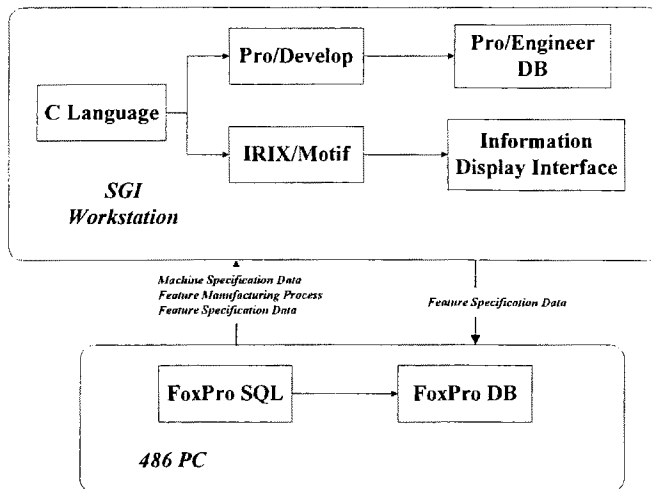 Pro/Develop
Pro/Engineer
DB
C Language
IRIX/Motif
Information
Display Interface
SGI
Workstation
Machine Specification Data
Feature Manufacturing Process
Feature Specification Data
Feature Specification Data
FoxPro SQL
FoxPro DB
486 PC